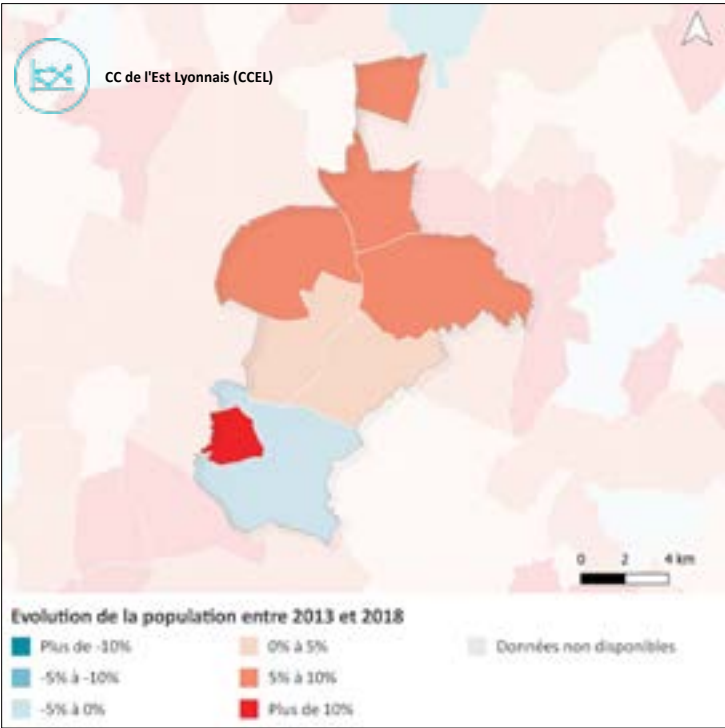 CC de l'Est Lyonnais (CCEL)
0 2 4 km
Evolution de la population entre 2013 et 2018
Plus de -10%
0% à 5%
Données non disponibles
-5% à -10%
5% à 10%
-5% à 0%
Plus de 10%